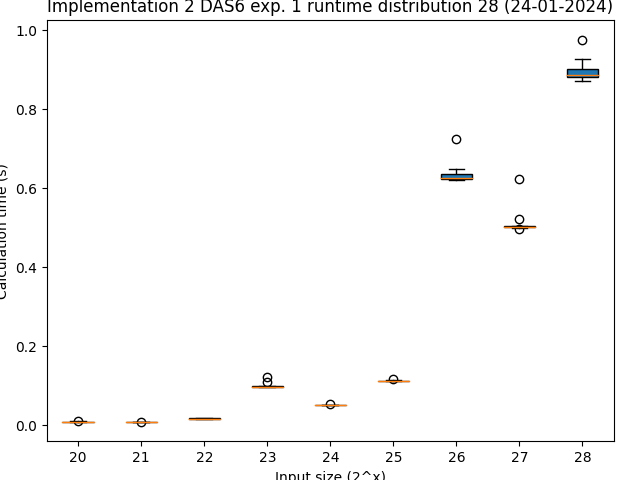 Implementation 2 DAS6 exp. 1 runtime distribution 28 (24-01-2024)
1.0
0.8
0.6
0.4
0.2
0.0
Calculation time (s)
20 21 22 23 24 25 26 27 28
Input size (2^x)